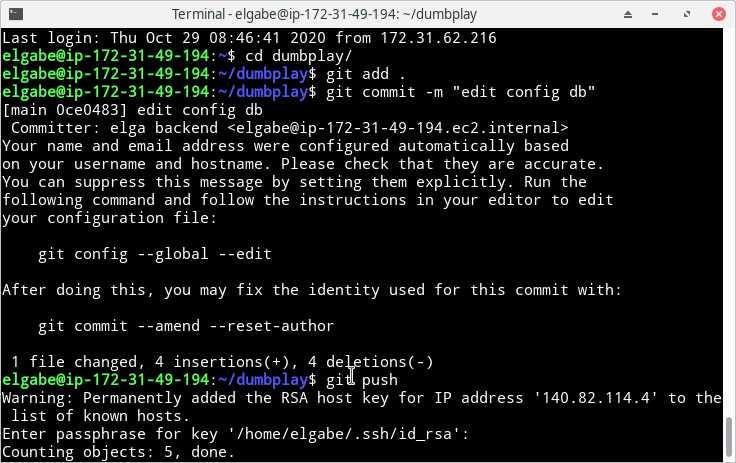 Terminal - elgabe@ip-172-31-49-194: ~/dumbplay
Last login: Thu Oct 29 08:46:41 2020 from 172.31.62.216
elgabe@ip-172-31-49-194:~$ cd dumbplay/
elgabe@ip-172-31-49-194:~/dumbplay$ git add .
elgabe@ip-172-31-49-194:~/dumbplay$ git commit -m "edit config db"
[main 0ce0483] edit config db
 Committer: elga backend <elgabe@ip-172-31-49-194.ec2.internal>
Your name and email address were configured automatically based
on your username and hostname. Please check that they are accurate.
You can suppress this message by setting them explicitly. Run the
following command and follow the instructions in your editor to edit
your configuration file:
    git config --global --edit
After doing this, you may fix the identity used for this commit with:
    git commit --amend --reset-author
 1 file changed, 4 insertions(+), 4 deletions(-)
elgabe@ip-172-31-49-194:~/dumbplay$ git push
Warning: Permanently added the RSA host key for IP address '140.82.114.4' to the
 list of known hosts.
Enter passphrase for key '/home/elgabe/.ssh/id_rsa':
Counting objects: 5, done.